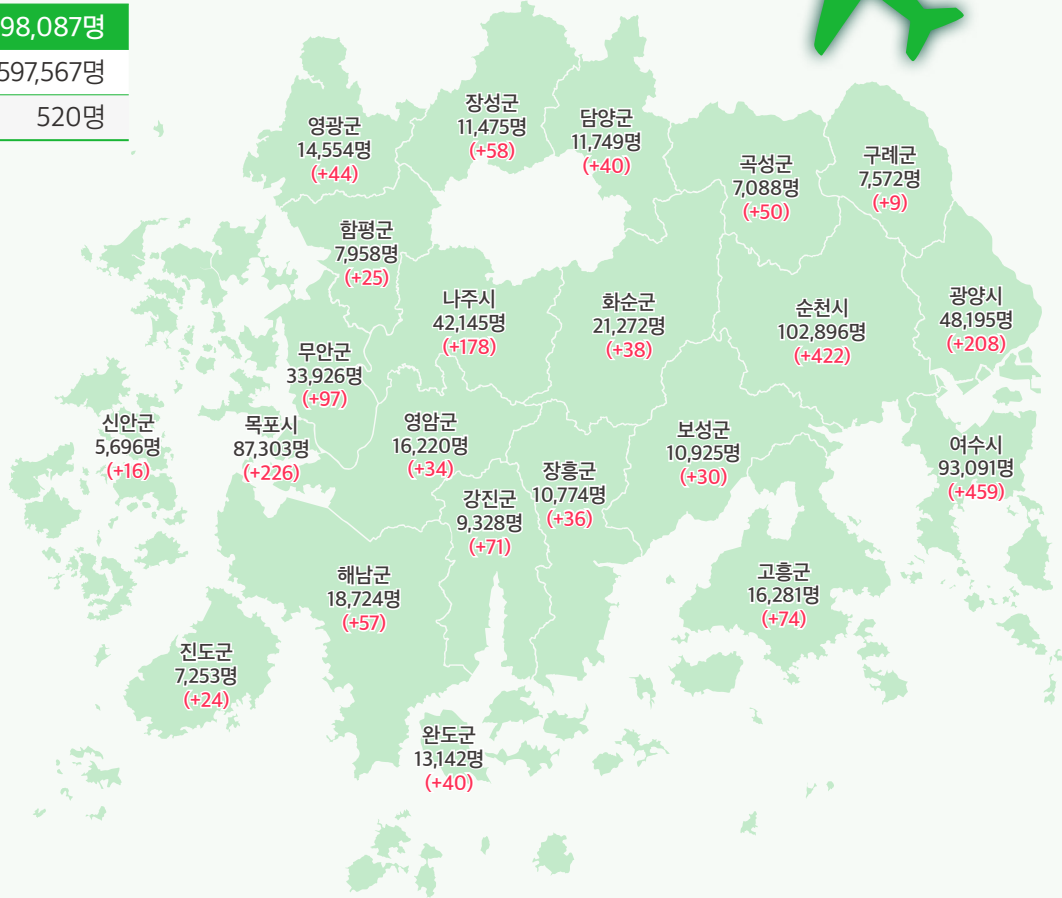 98,087명
597,567명
520명
장성군
11,475명
(+58)
담양군
11,749명
(+40)
영광군
14,554명
(+44)
곡성군
7,088명
(+50)
구례군
7,572명
(+9)
함평군
7,958명
(+25)
나주시
42,145명
(+178)
화순군
21,272명
(+38)
순천시
102,896명
(+422)
광양시
48,195명
(+208)
무안군
33,926명
(+97)
신안군
5,696명
(+16)
목포시
87,303명
(+226)
영암군
16,220명
(+34)
장흥군
10,774명
(+36)
보성군
10,925명
(+30)
여수시
93,091명
(+459)
강진군
9,328명
(+71)
해남군
18,724명
(+57)
고흥군
16,281명
(+74)
진도군
7,253명
(+24)
완도군
13,142명
(+40)